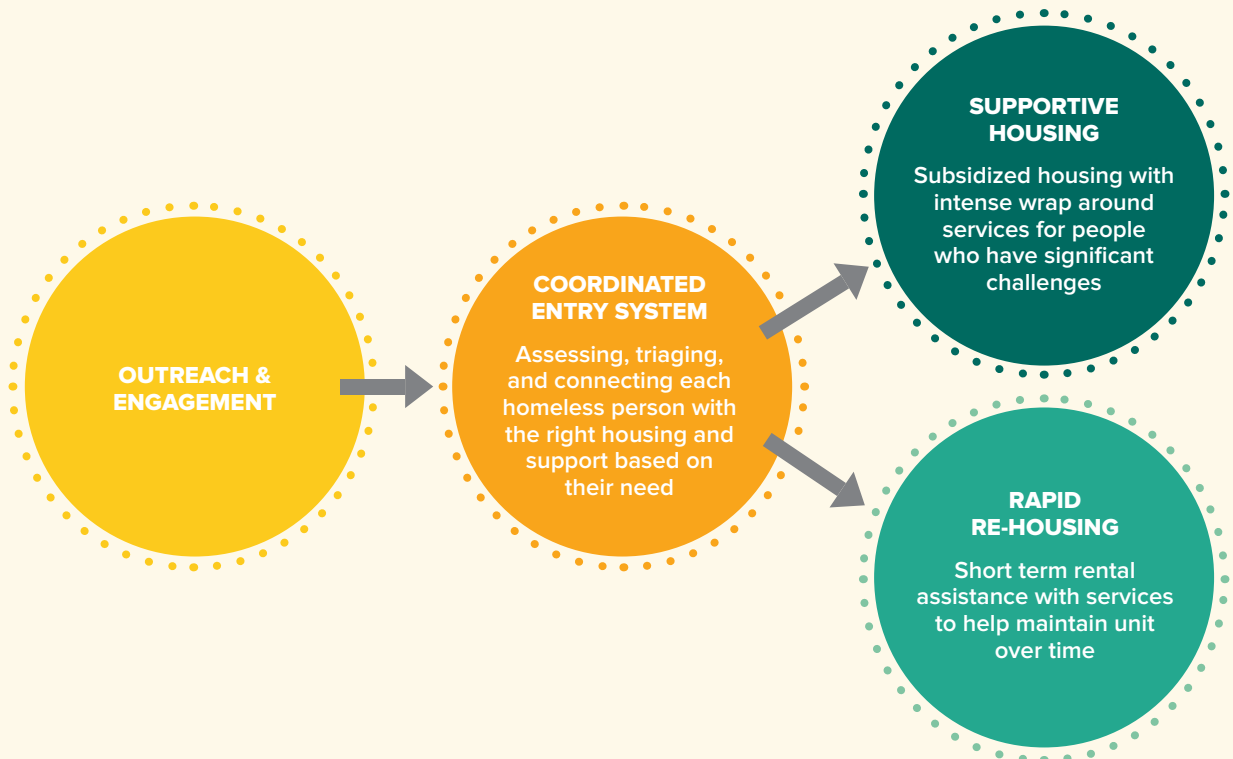 OUTREACH &
ENGAGEMENT
COORDINATED
ENTRY SYSTEM
Assessing, triaging,
and connecting each
homeless person with
the right housing and
support based on
their need
SUPPORTIVE
HOUSING
Subsidized housing with
intense wrap around
services for people
who have significant
challenges
RAPID
RE-HOUSING
Short term rental
assistance with services
to help maintain unit
over time